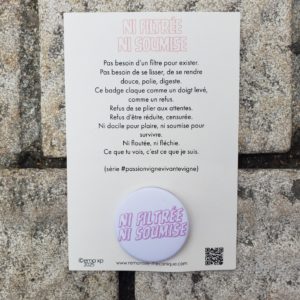 NI FILTRÉE
NI SOUMISE
Pas besoin d'un filtre pour exister.
Pas besoin de se lisser, de se rendre
douce, polie, digeste.
Ce badge claque comme un doigt levé,
comme un refus.
Refus de se plier aux attentes.
Refus d'être réduite, censurée.
Ni docile pour plaire, ni soumise pour
survivre.
Ni floutée, ni fléchie.
Ce que tu vois, c'est ce que je suis.
(série #passionvignevivantevigne)
NI FILTRÉE
NI SOUMISE
2025